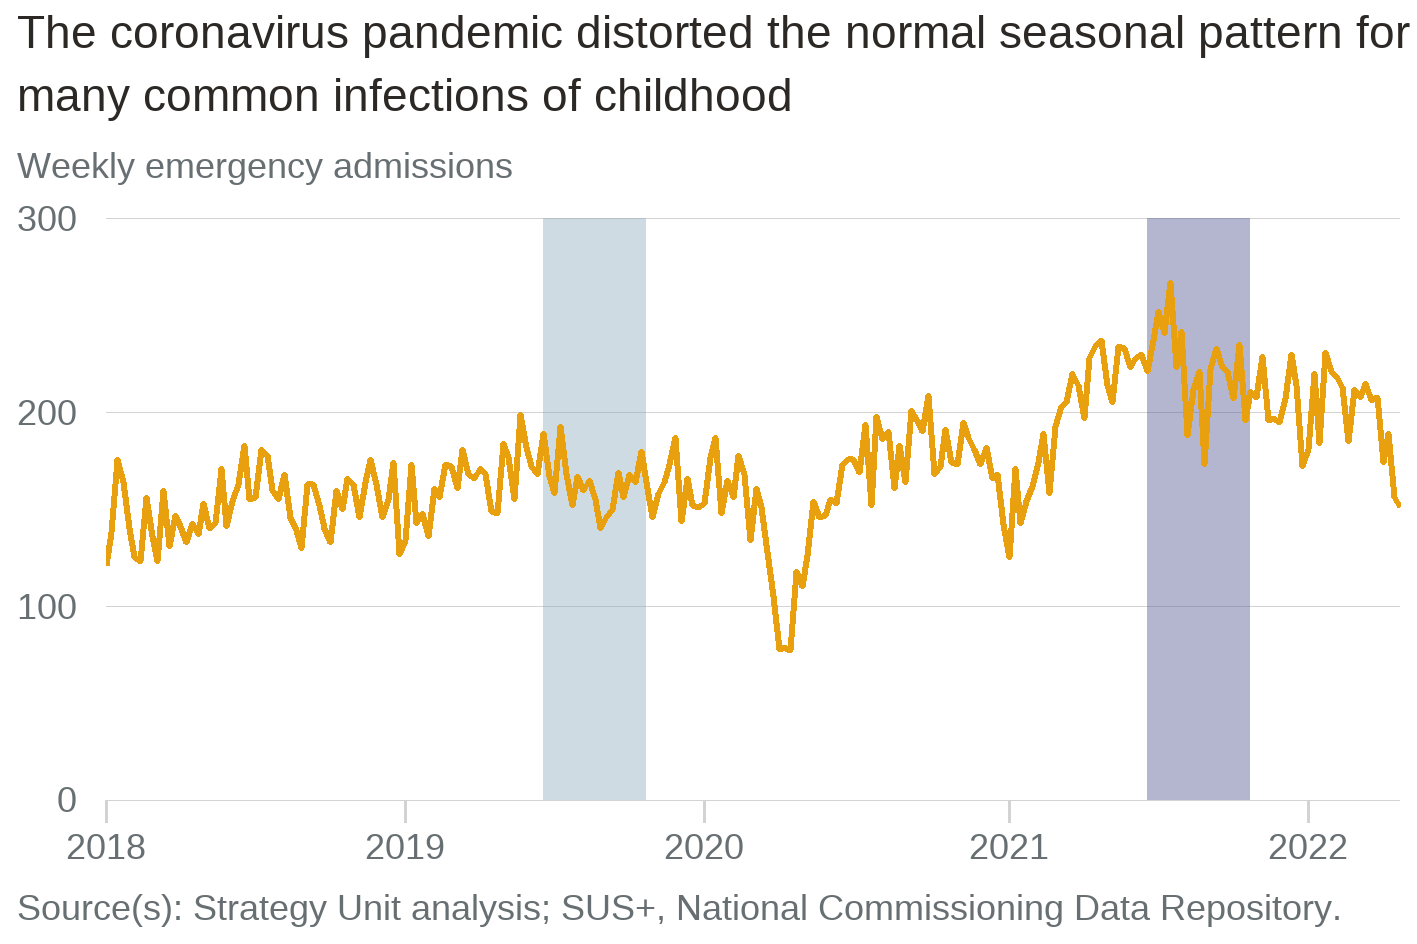 The coronavirus pandemic distorted the normal seasonal pattern for
many common infections of childhood
Weekly emergency admissions
300
200
100
0
2018 2019 2020 2021 2022
Source(s): Strategy Unit analysis; SUS+, National Commissioning Data Repository.